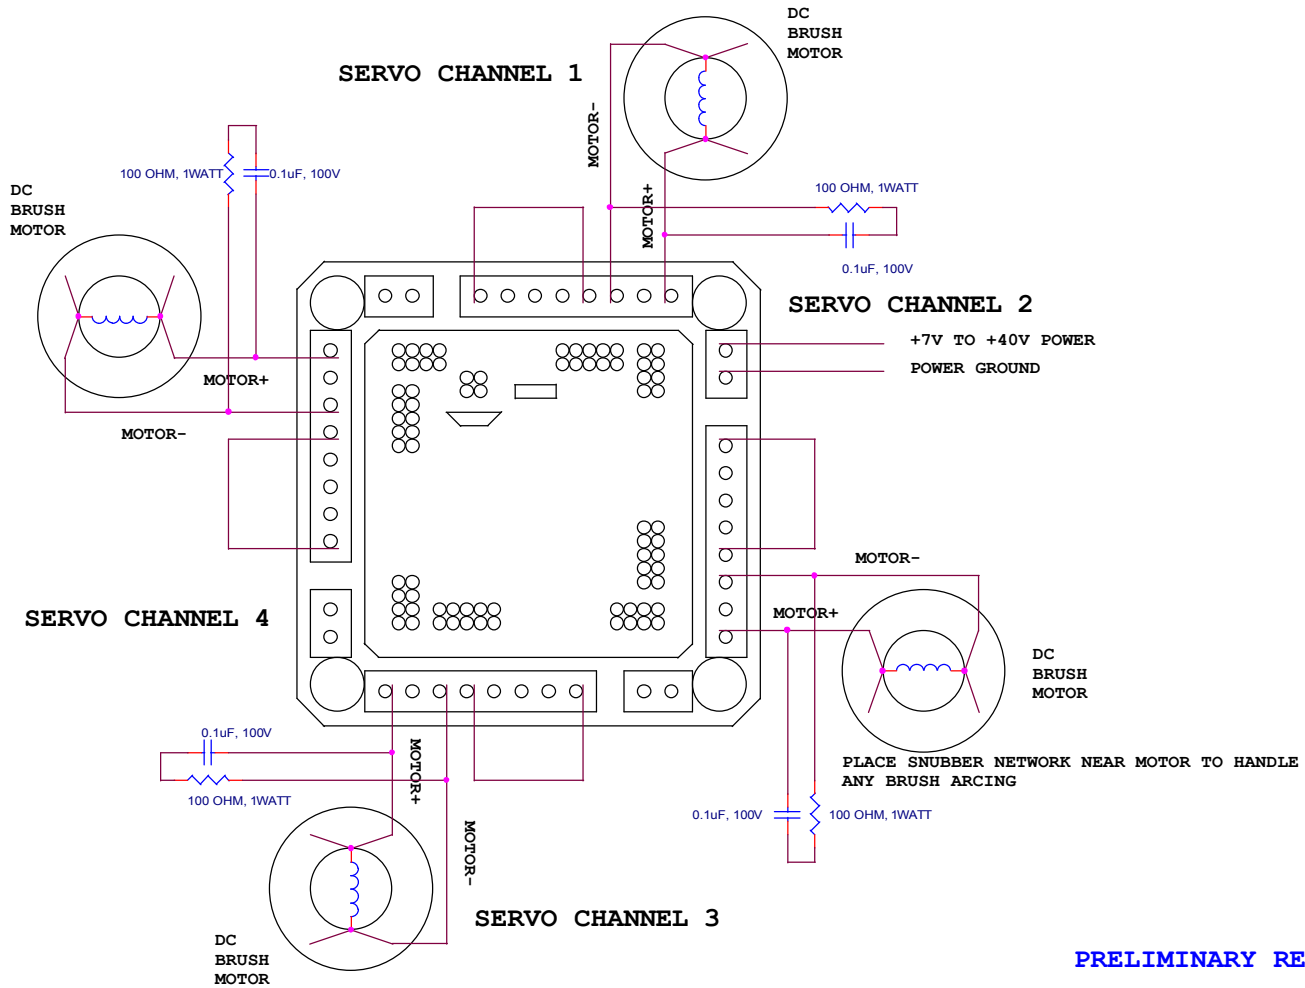 DC
BRUSH
MOTOR
SERVO CHANNEL 1
MOTOR-
MOTOR+
100 OHM, 1WATT
0.1uF, 100V
100 OHM, 1WATT
0.1uF, 100V
DC
BRUSH
MOTOR
MOTOR+
MOTOR-
SERVO CHANNEL 2
+7V TO +40V POWER
POWER GROUND
MOTOR-
MOTOR+
DC
BRUSH
MOTOR
PLACE SNUBBER NETWORK NEAR MOTOR TO HANDLE
ANY BRUSH ARCING
0.1uF, 100V
100 OHM, 1WATT
SERVO CHANNEL 4
0.1uF, 100V
100 OHM, 1WATT
MOTOR+
MOTOR-
SERVO CHANNEL 3
DC
BRUSH
MOTOR
PRELIMINARY RE